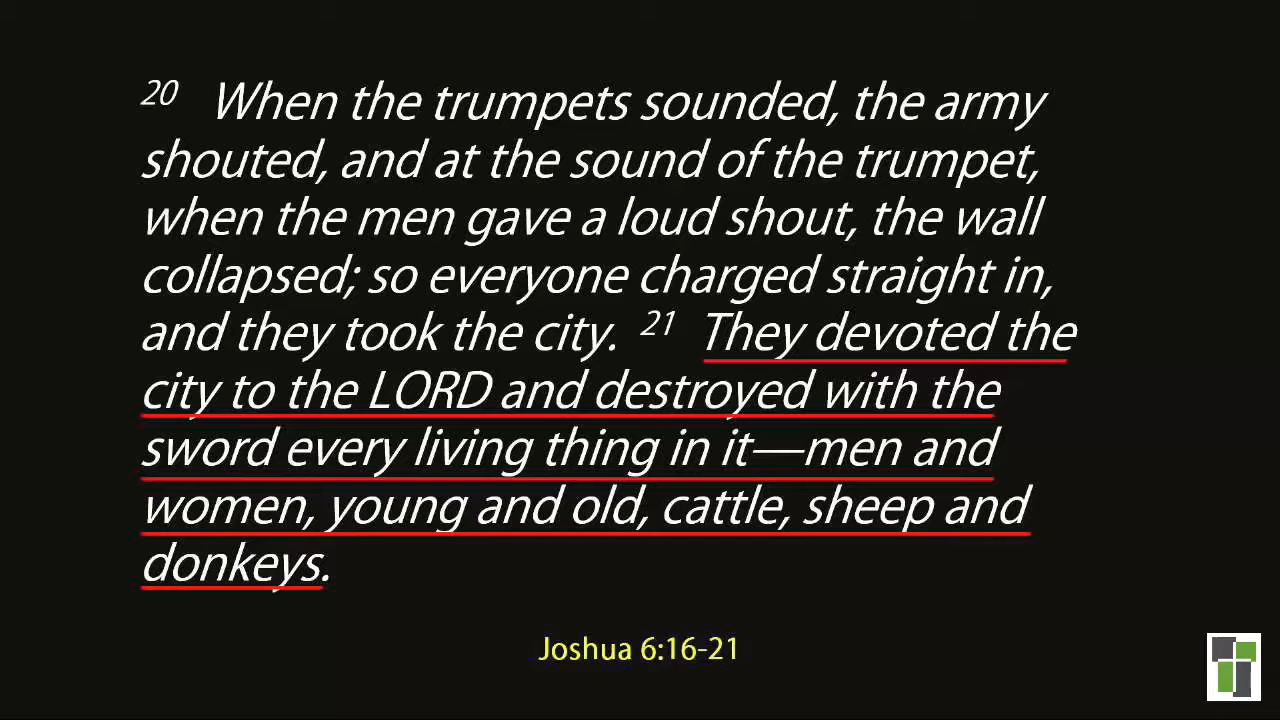 20 When the trumpets sounded, the army
shouted, and at the sound of the trumpet,
when the men gave a loud shout, the wall
collapsed; so everyone charged straight in,
and they took the city. 21 They devoted the
city to the LORD and destroyed with the
sword every living thing in it—men and
women, young and old, cattle, sheep and
donkeys.
Joshua 6:16-21